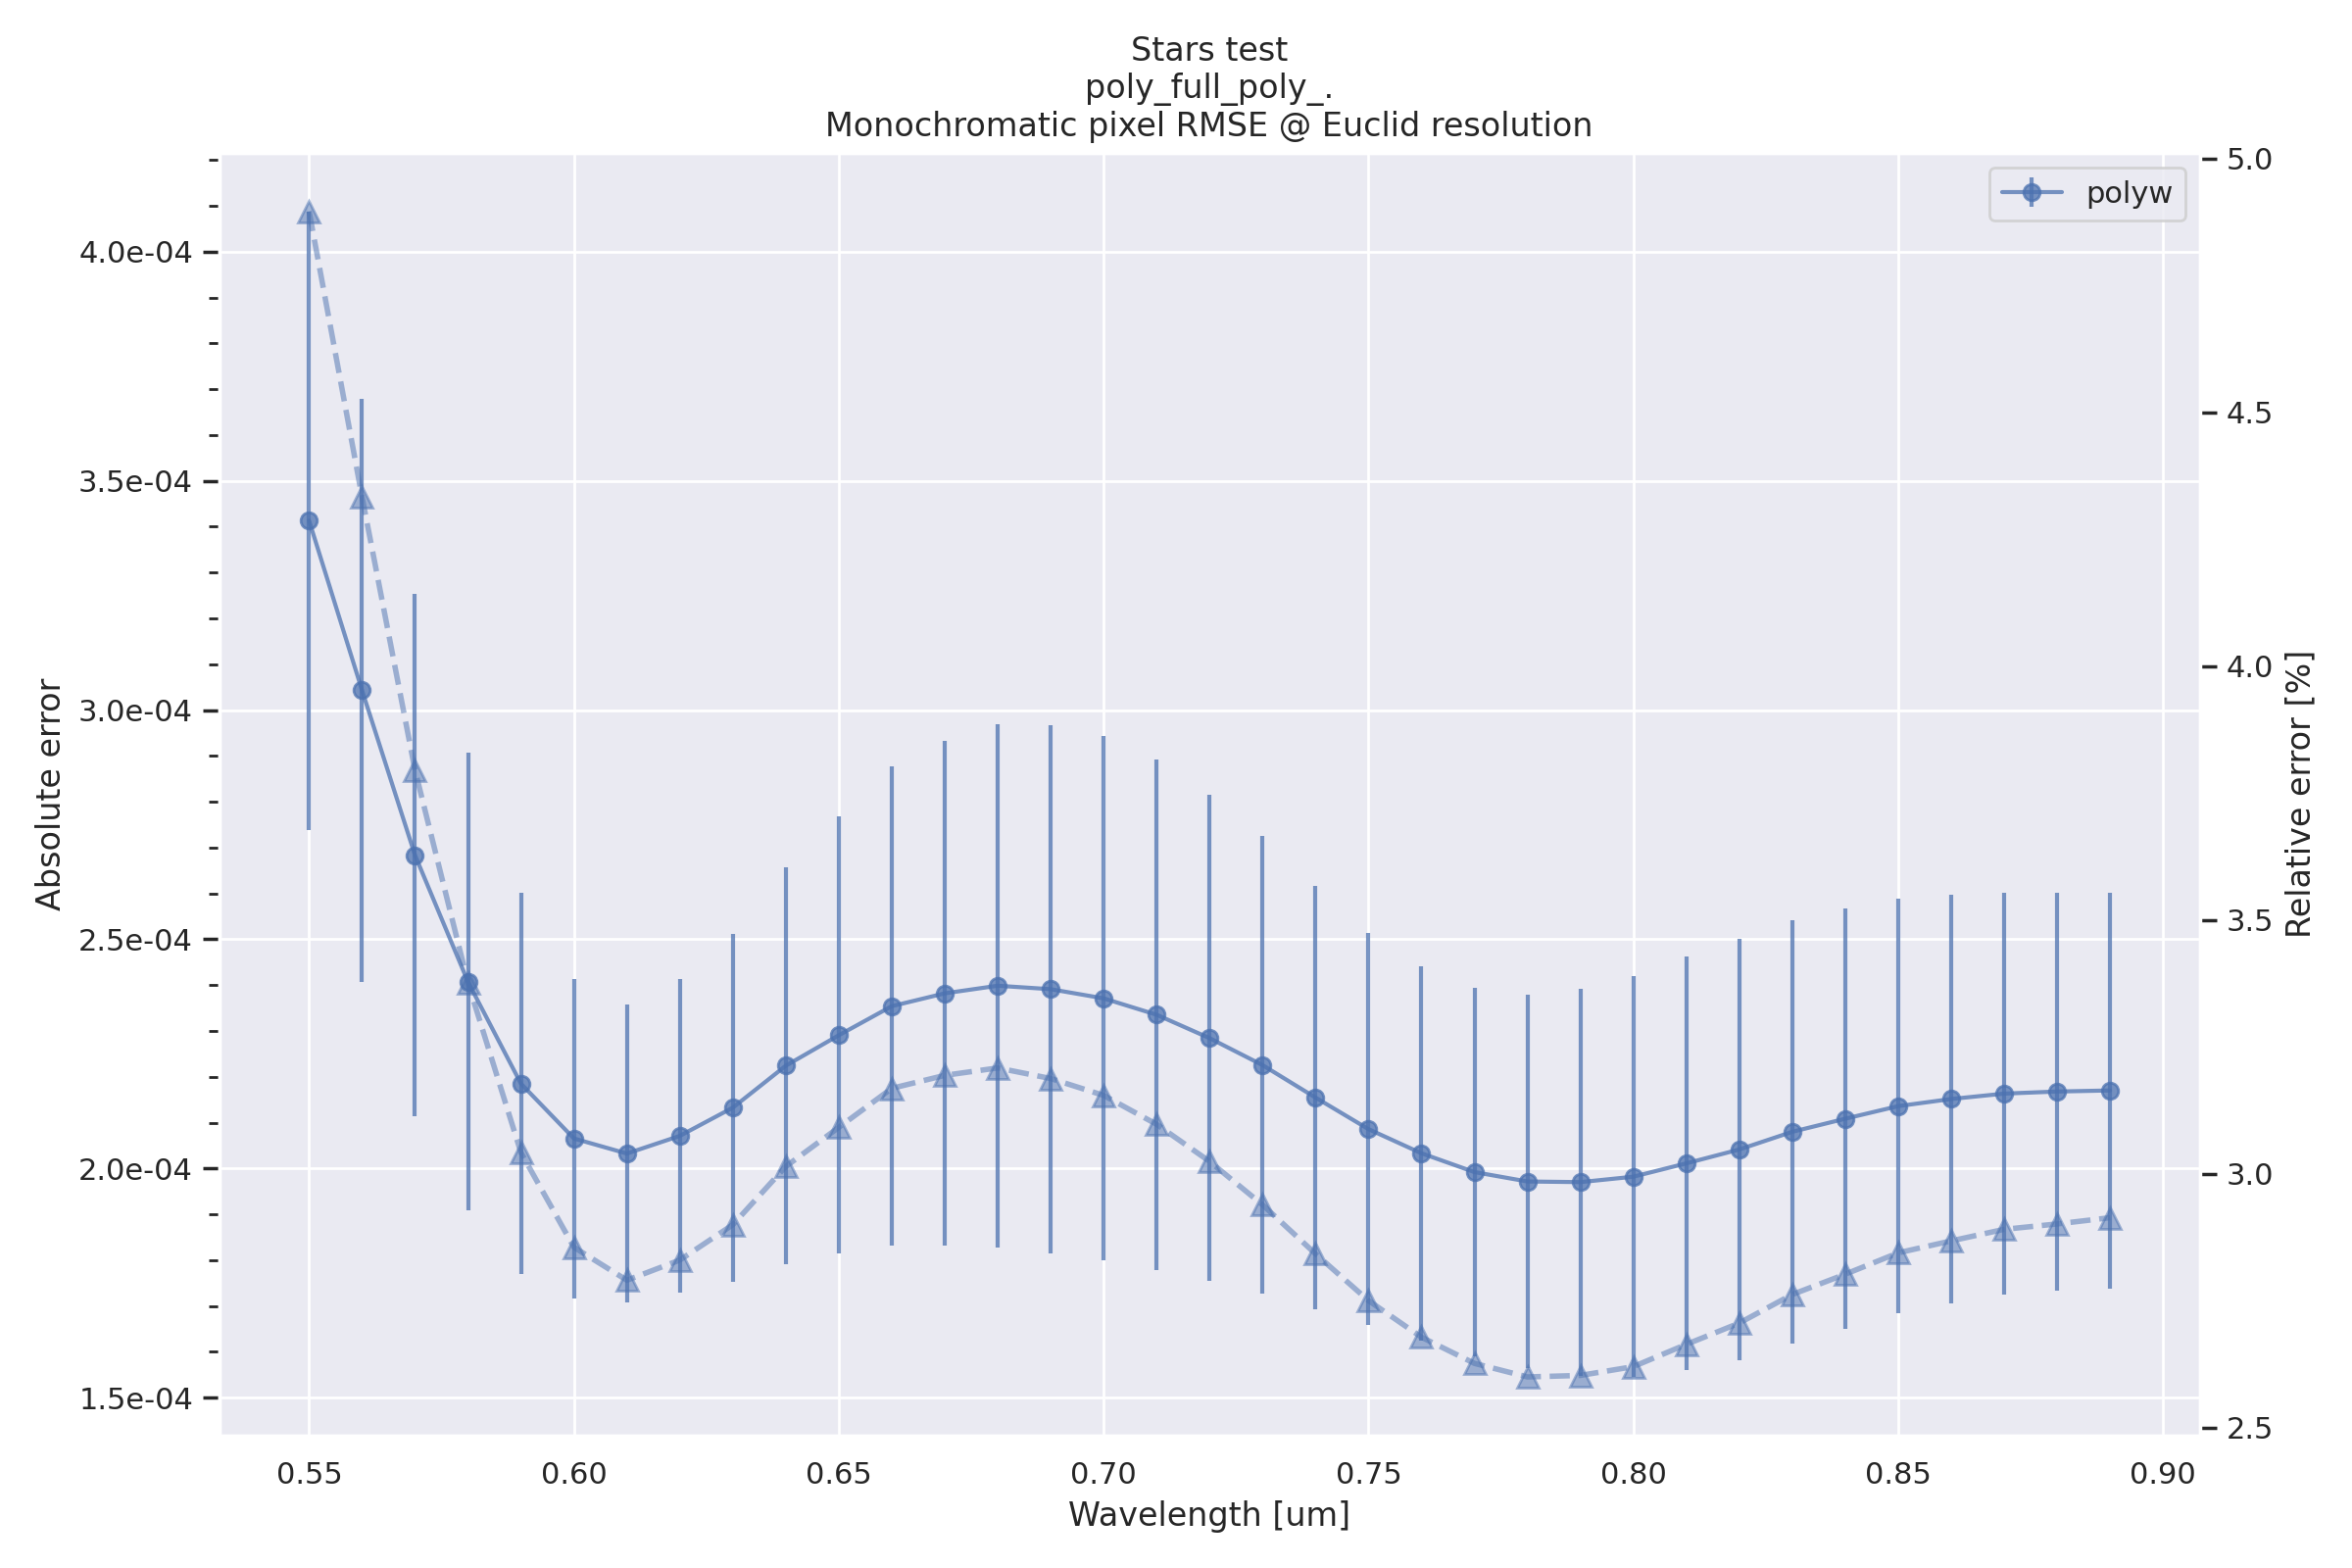 Stars test
poly_full_poly_.
Monochromatic pixel RMSE @ Euclid resolution
polyw
Absolute error
4.0e-04
3.5e-04
3.0e-04
2.5e-04
2.0e-04
1.5e-04
5.0
4.5
4.0
3.5
3.0
2.5
Relative error [%]
0.55 0.60 0.65 0.70 0.75 0.80 0.85 0.90
Wavelength [um]